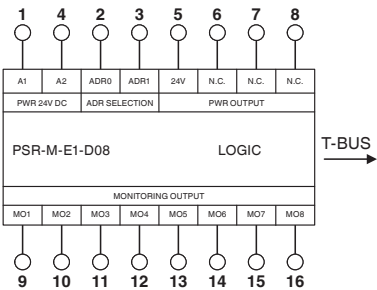 1 4 2 3 5 6 7 8
A1 A2 ADR0 ADR1 24V N.C. N.C. N.C.
PWR 24V DC ADR SELECTION PWR OUTPUT
PSR-M-E1-D08 LOGIC T-BUS
MONITORING OUTPUT
MO1 MO2 MO3 MO4 MO5 MO6 MO7 MO8
9 10 11 12 13 14 15 16